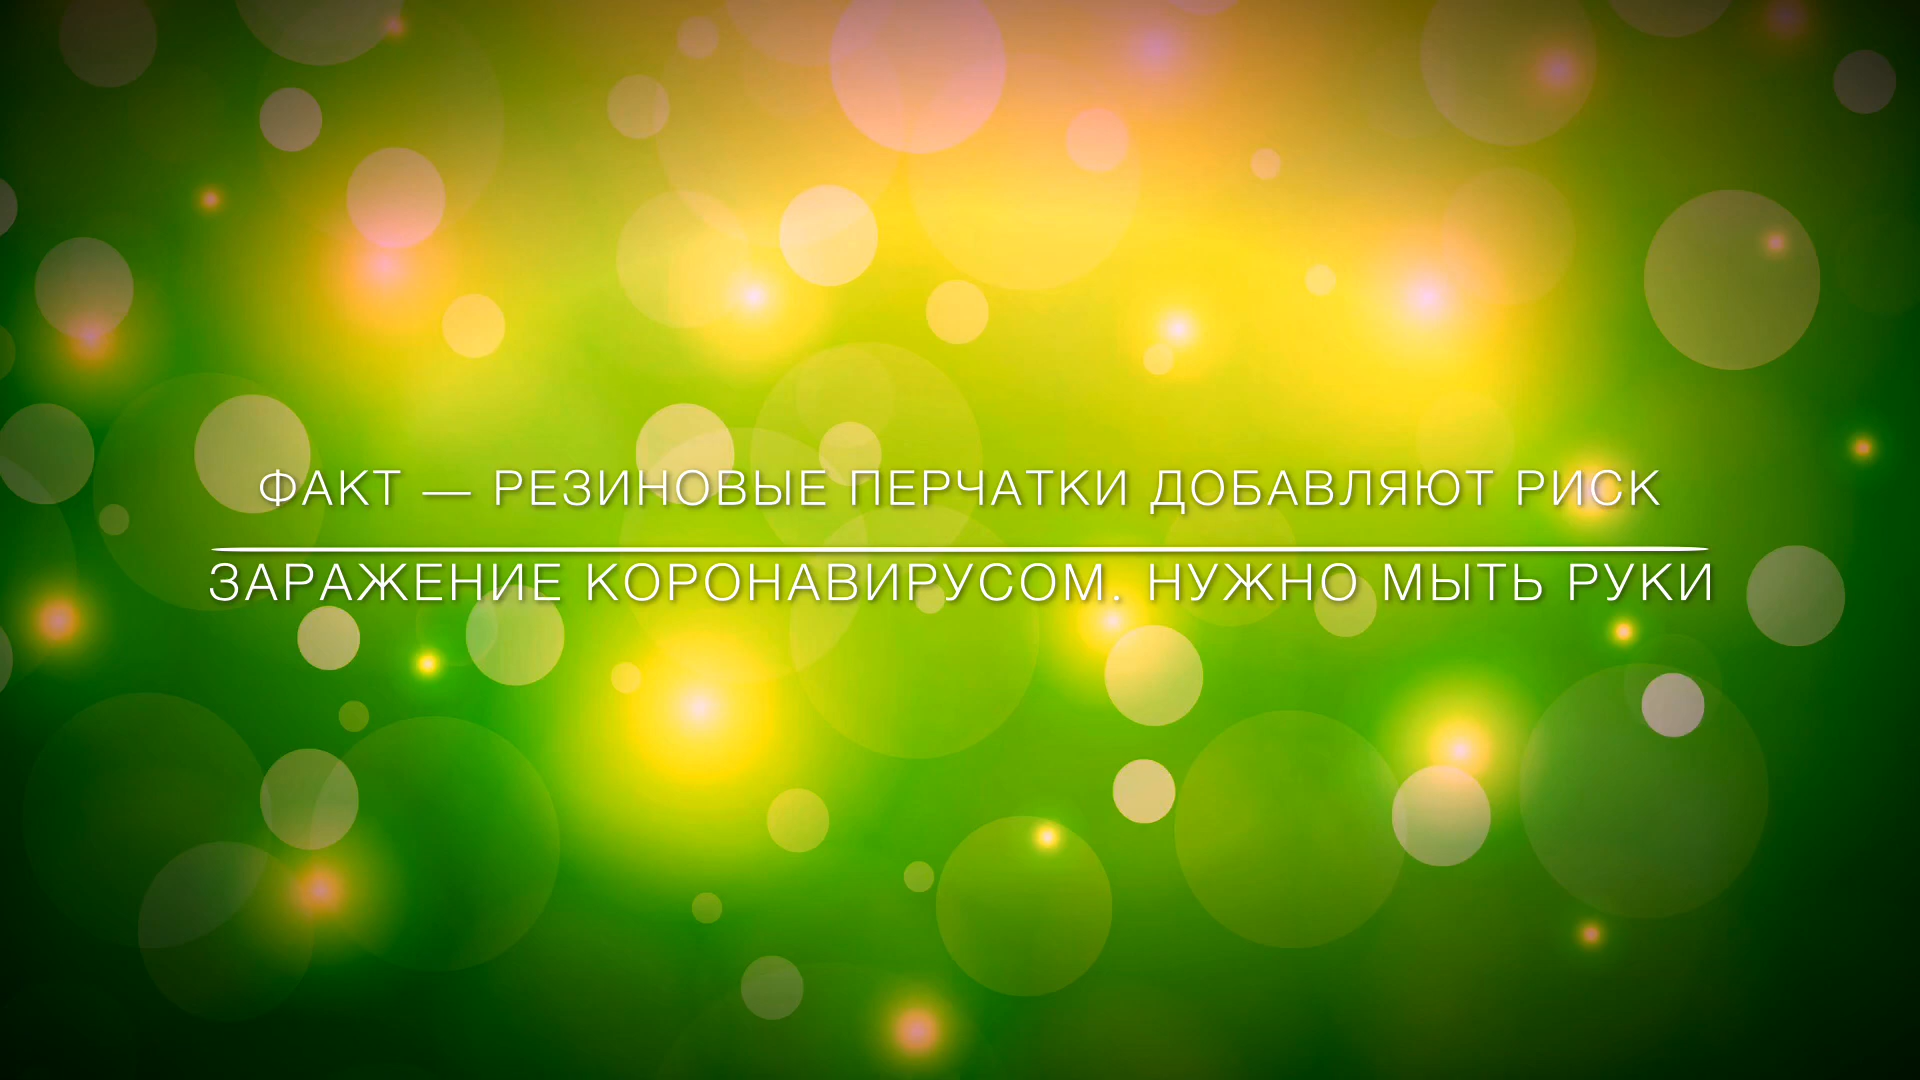 ФАКТ — РЕЗИНОВЫЕ ПЕРЧАТКИ ДОБАВЛЯЮТ РИСК
ЗАРАЖЕНИЕ КОРОНАВИРУСОМ. НУЖНО МЫТЬ РУКИ